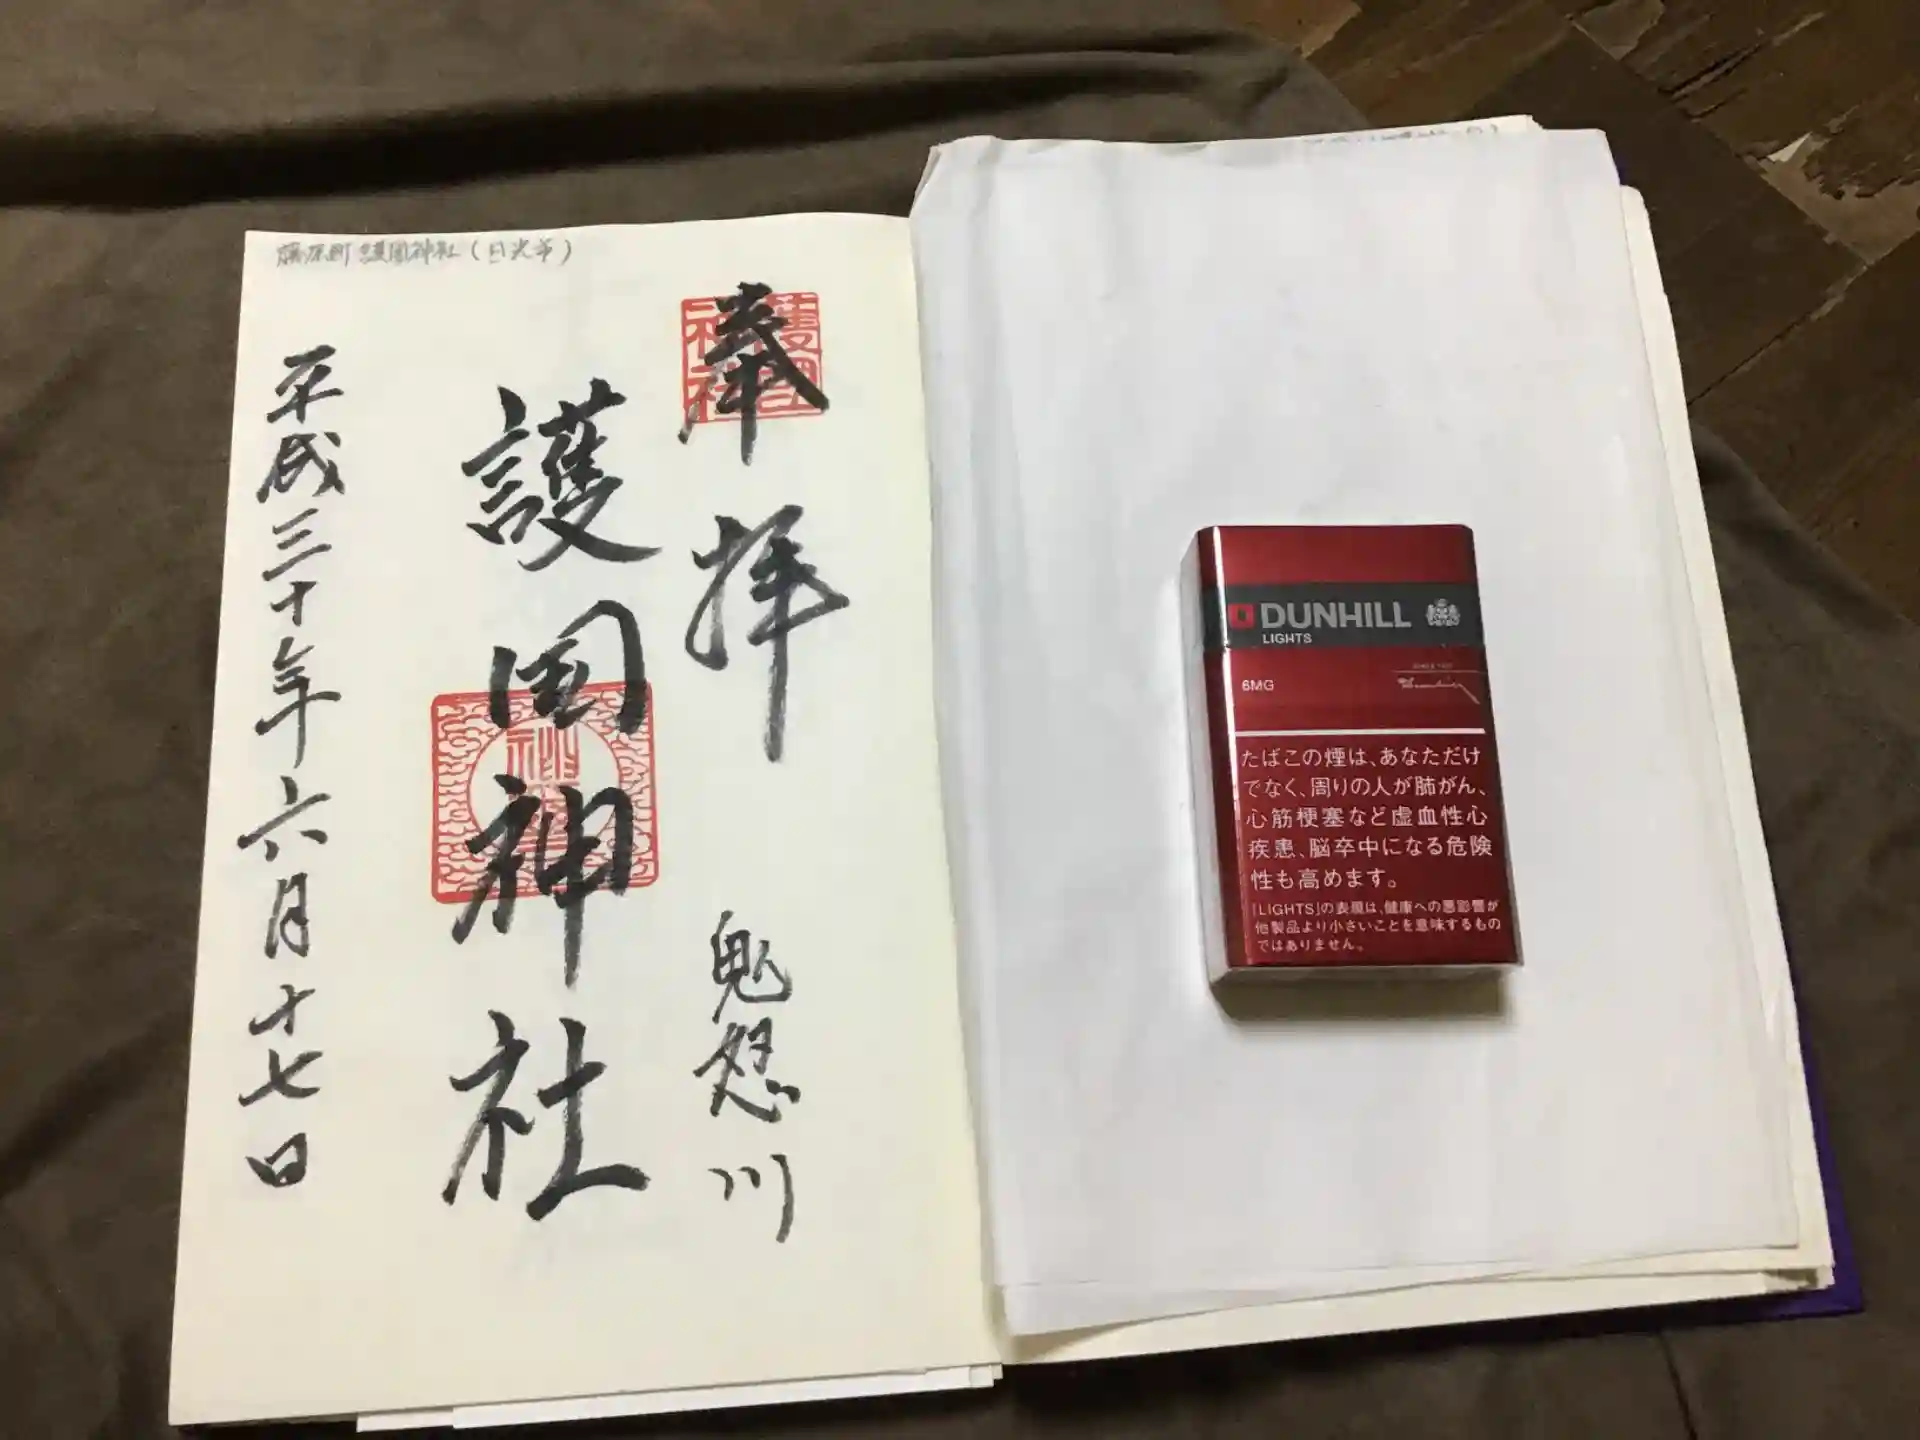 藤原町護国神社(日光市)
奉拝
鬼怒川
護国神社
平成三十年六月十七日
護國
神社
DUNHILL
LIGHTS
6MG
たばこの煙は、あなただけ
でなく、周りの人が肺がん、
心筋梗塞など虚血性心
疾患、脳卒中になる危険
性も高めます。
「LIGHTS」の表現は、健康への悪影響が
他製品より小さいことを意味するもの
ではありません。